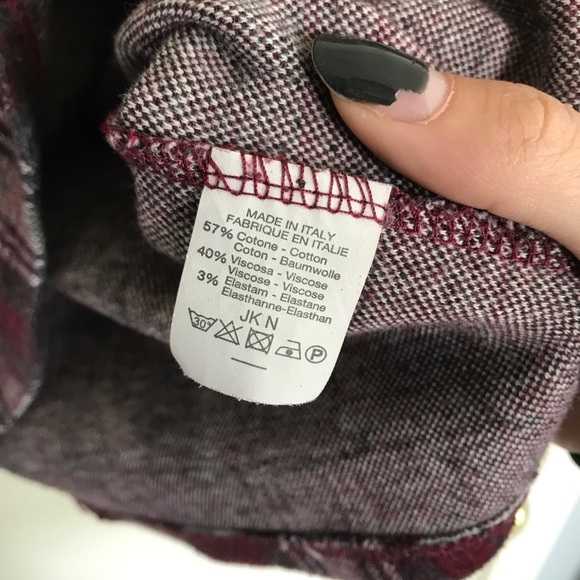 MADE IN ITALY
FABRIQUE EN ITALIE
57% Cotone - Cotton
Coton - Baumwolle
40% Viscosa - Viscose
Viscose - Viscose
3% Elastam - Elastane
Elasthanne-Elasthan
JK N
30° P